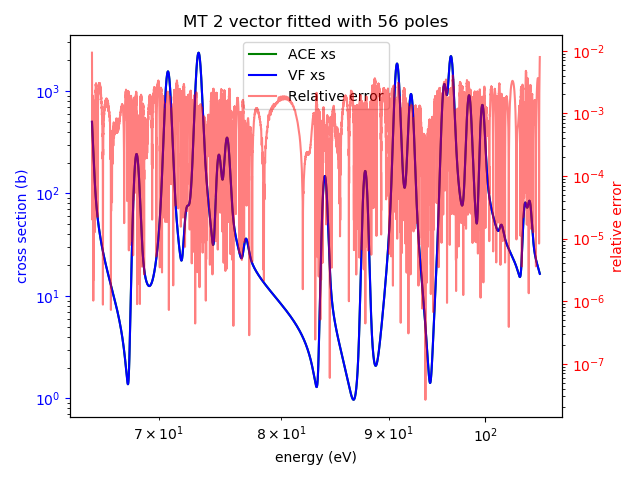 MT 2 vector fitted with 56 poles
ACE xs
VF xs
Relative error
cross section (b)
10³
10²
10¹
10⁰
10⁻²
10⁻³
10⁻⁴
10⁻⁵
10⁻⁶
10⁻⁷
relative error
7 × 10¹ 8 × 10¹ 9 × 10¹ 10²
energy (eV)